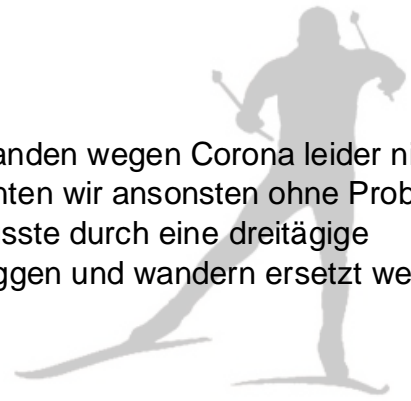 anden wegen Corona leider ni
nten wir ansonsten ohne Prob
sste durch eine dreitägige
ggen und wandern ersetzt we